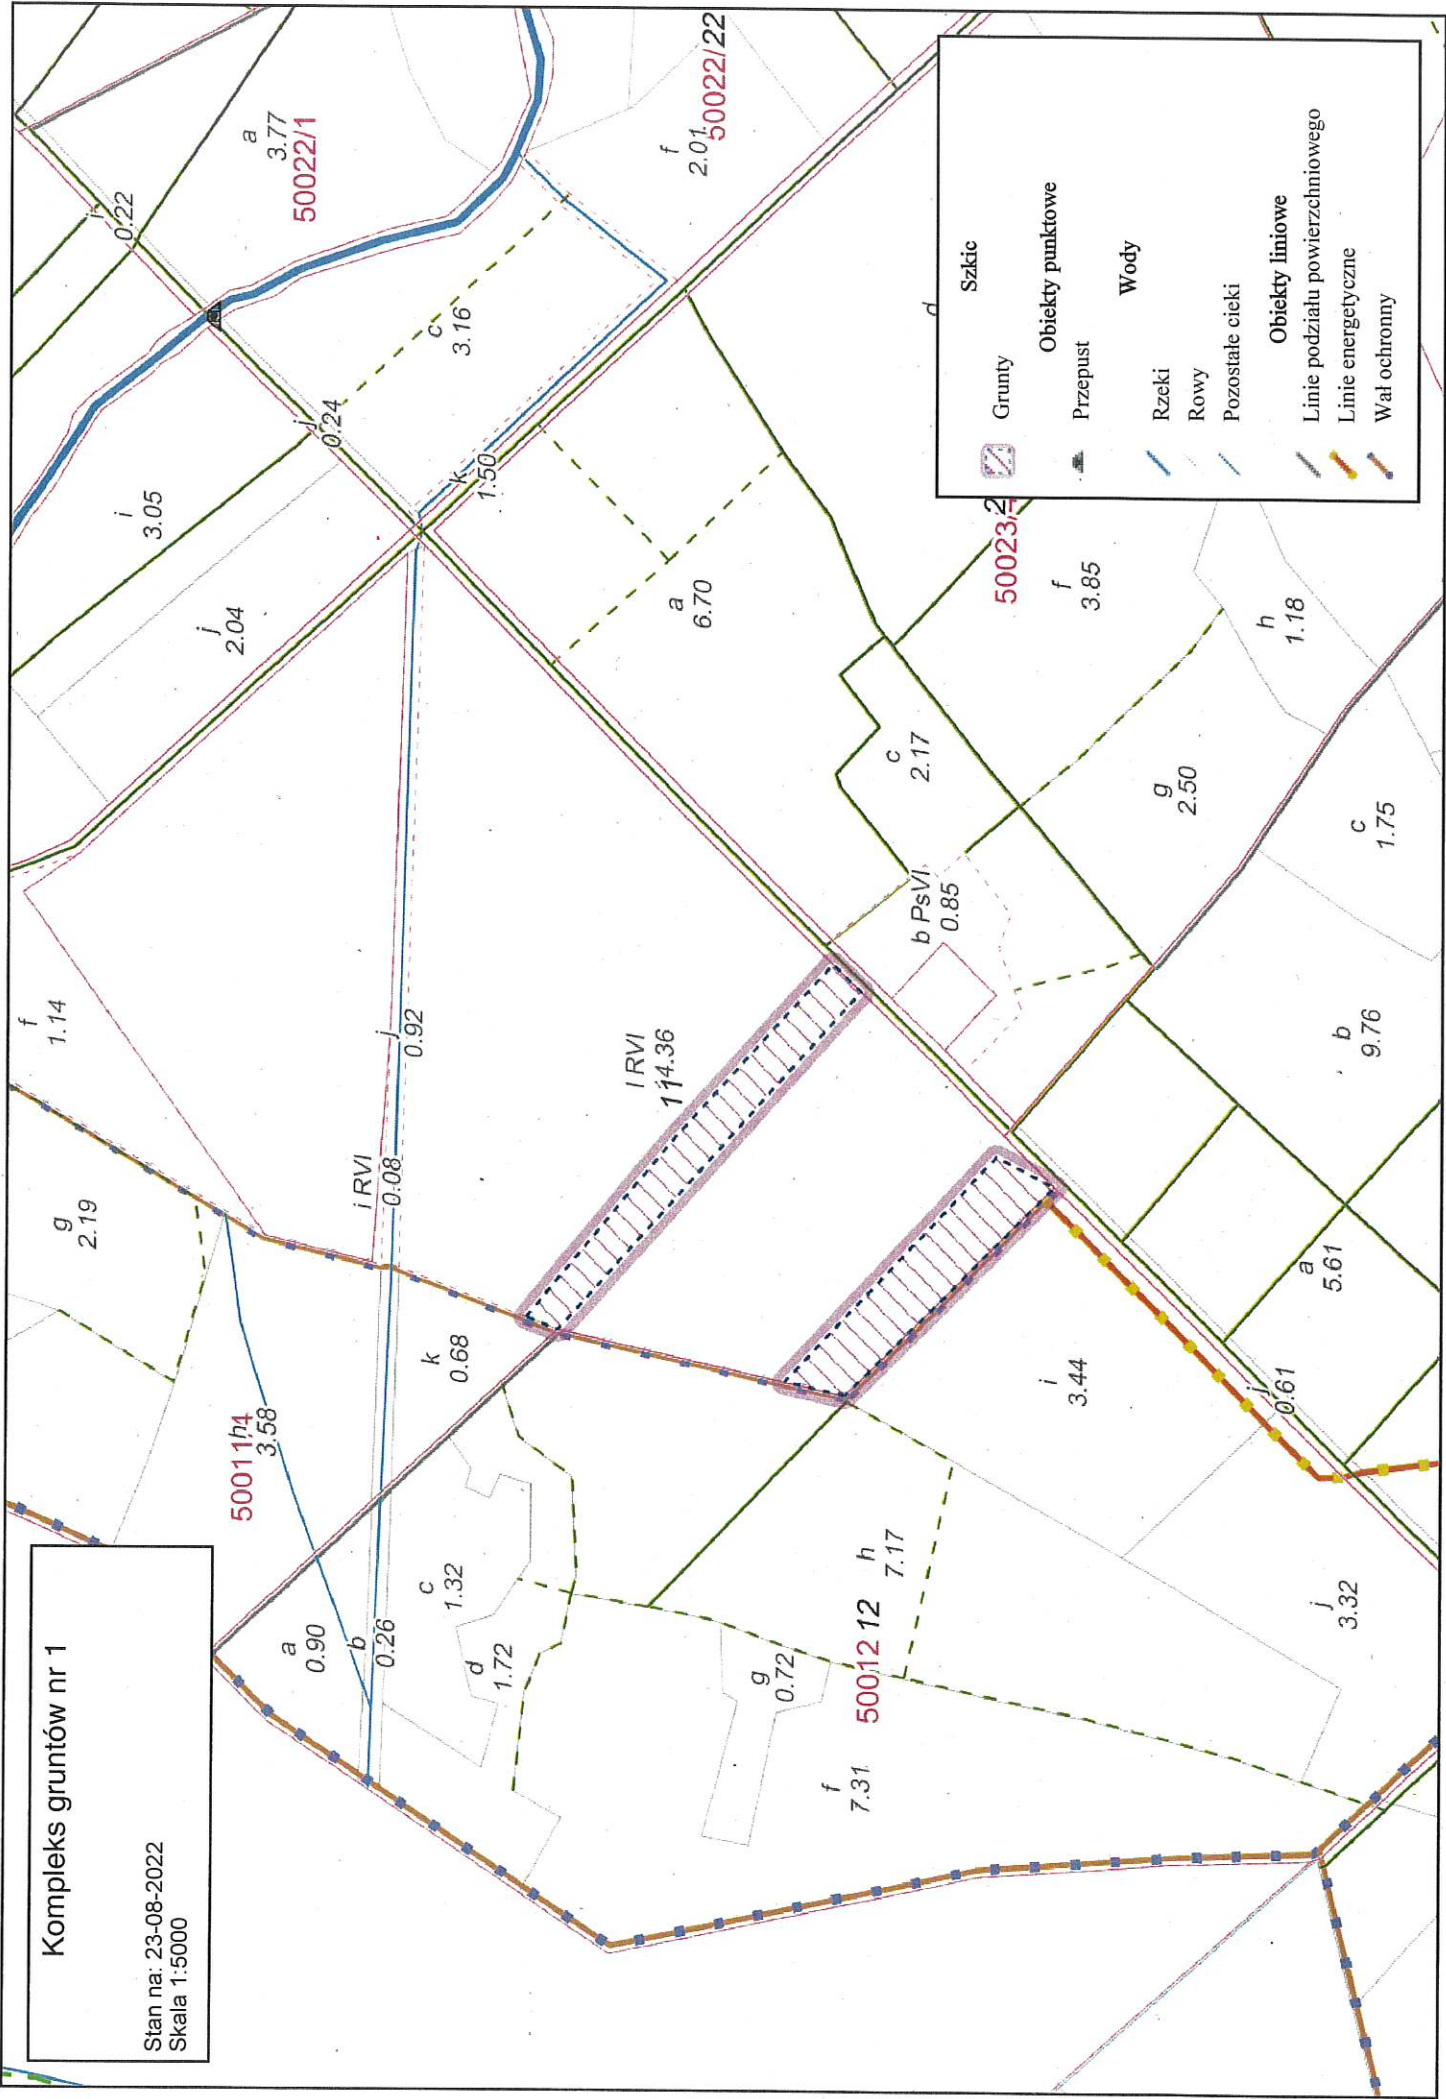 Kompleks gruntów nr 1
Stan na: 23-08-2022
Skala 1:5000
g
2.19
f
1.14
50011/14
h
3.58
a
0.90
b
0.26
i RVI
0.08
j
0.92
k
0.68
c
1.32
d
1.72
g
0.72
f
7.31
50012
12
h
7.17
i
3.44
j
3.32
j
0.61
l RVI
14.36
11
j
2.04
i
3.05
j
0.24
0.22
a
3.77
50022/1
c
3.16
k
1.50
f
2.01
50022/22
a
6.70
c
2.17
b PsVI
0.85
50023/
2
f
3.85
g
2.50
h
1.18
c
1.75
b
9.76
a
5.61
d
Szkic
Grunty
Obiekty punktowe
Przepust
Wody
Rzeki
Rowy
Pozostałe cieki
Obiekty liniowe
Linie podziału powierzchniowego
Linie energetyczne
Wał ochronny